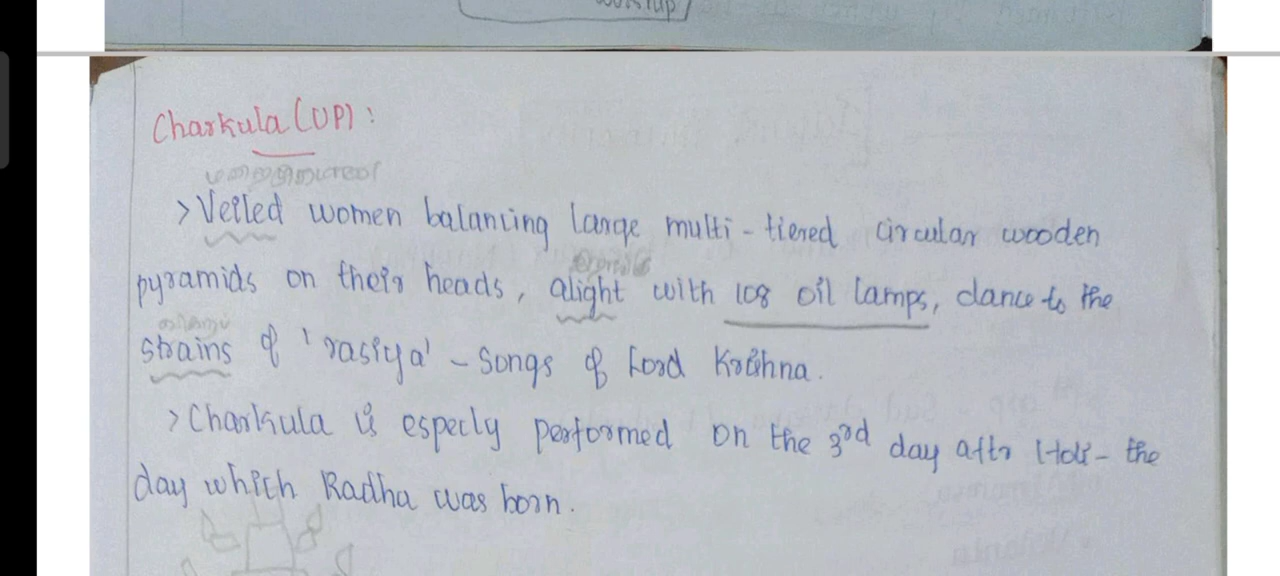 Charkula (UP) :
> Veiled women balancing large multi-tiered circular wooden
pyramids on their heads, alight with 108 oil lamps, dance to the
strains of 'rasiya' - songs of Lord Krishna.
> Charkula is especly performed on the 3rd day aftr Holi - the
day which Radha was born.